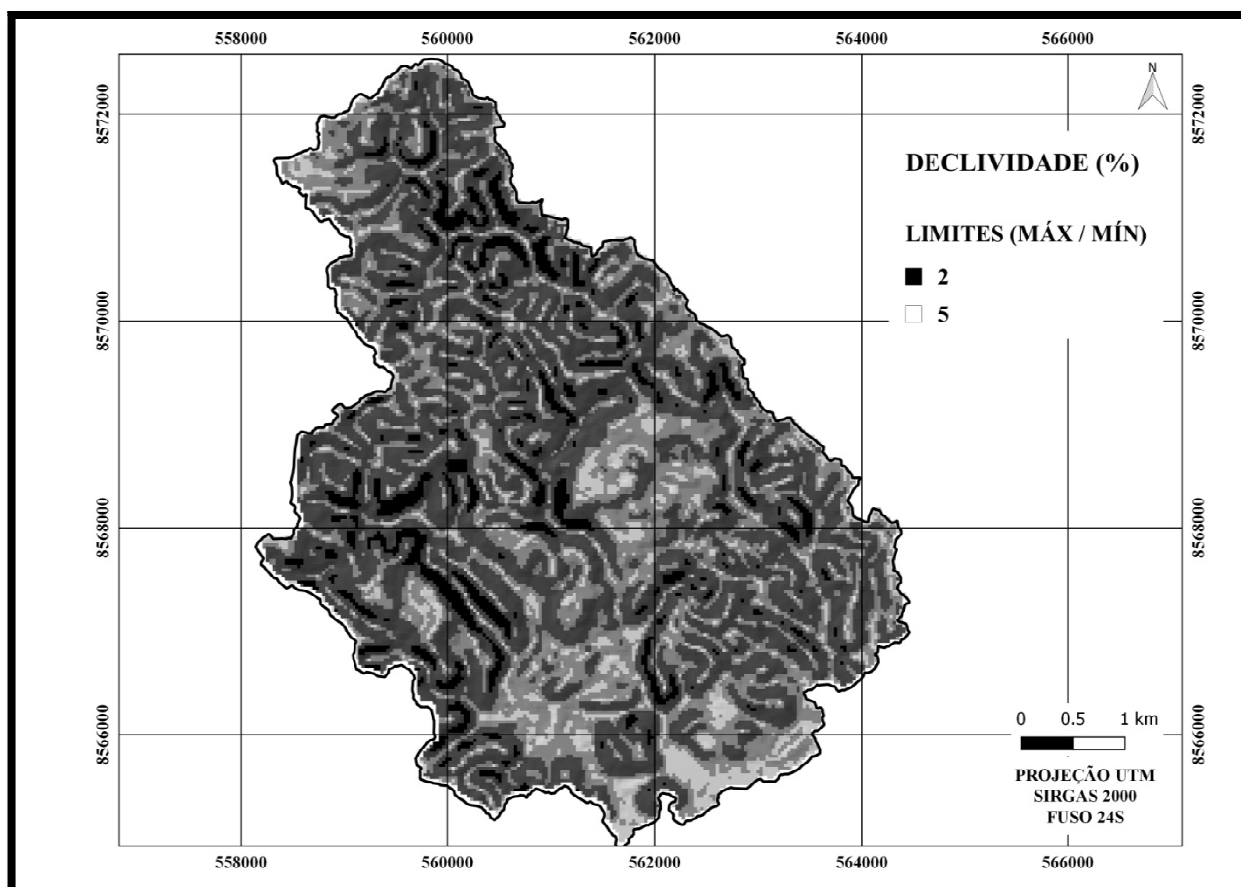 558000 560000 562000 564000 566000
N
8572000 8572000
DECLIVIDADE (%)
LIMITES (MÁX / MÍN)
2
5
8570000 8570000
8568000 8568000
0 0.5 1 km
8566000 8566000
PROJEÇÃO UTM
SIRGAS 2000
FUSO 24S
558000 560000 562000 564000 566000